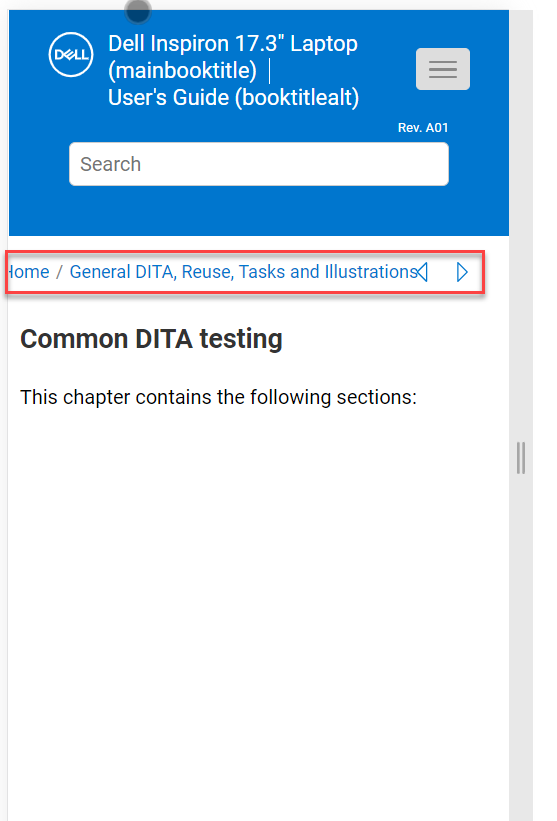 DELL
Dell Inspiron 17.3" Laptop
(mainbooktitle)
User's Guide (booktitlealt)
Rev. A01
Search
Home / General DITA, Reuse, Tasks and Illustrations
Common DITA testing
This chapter contains the following sections: